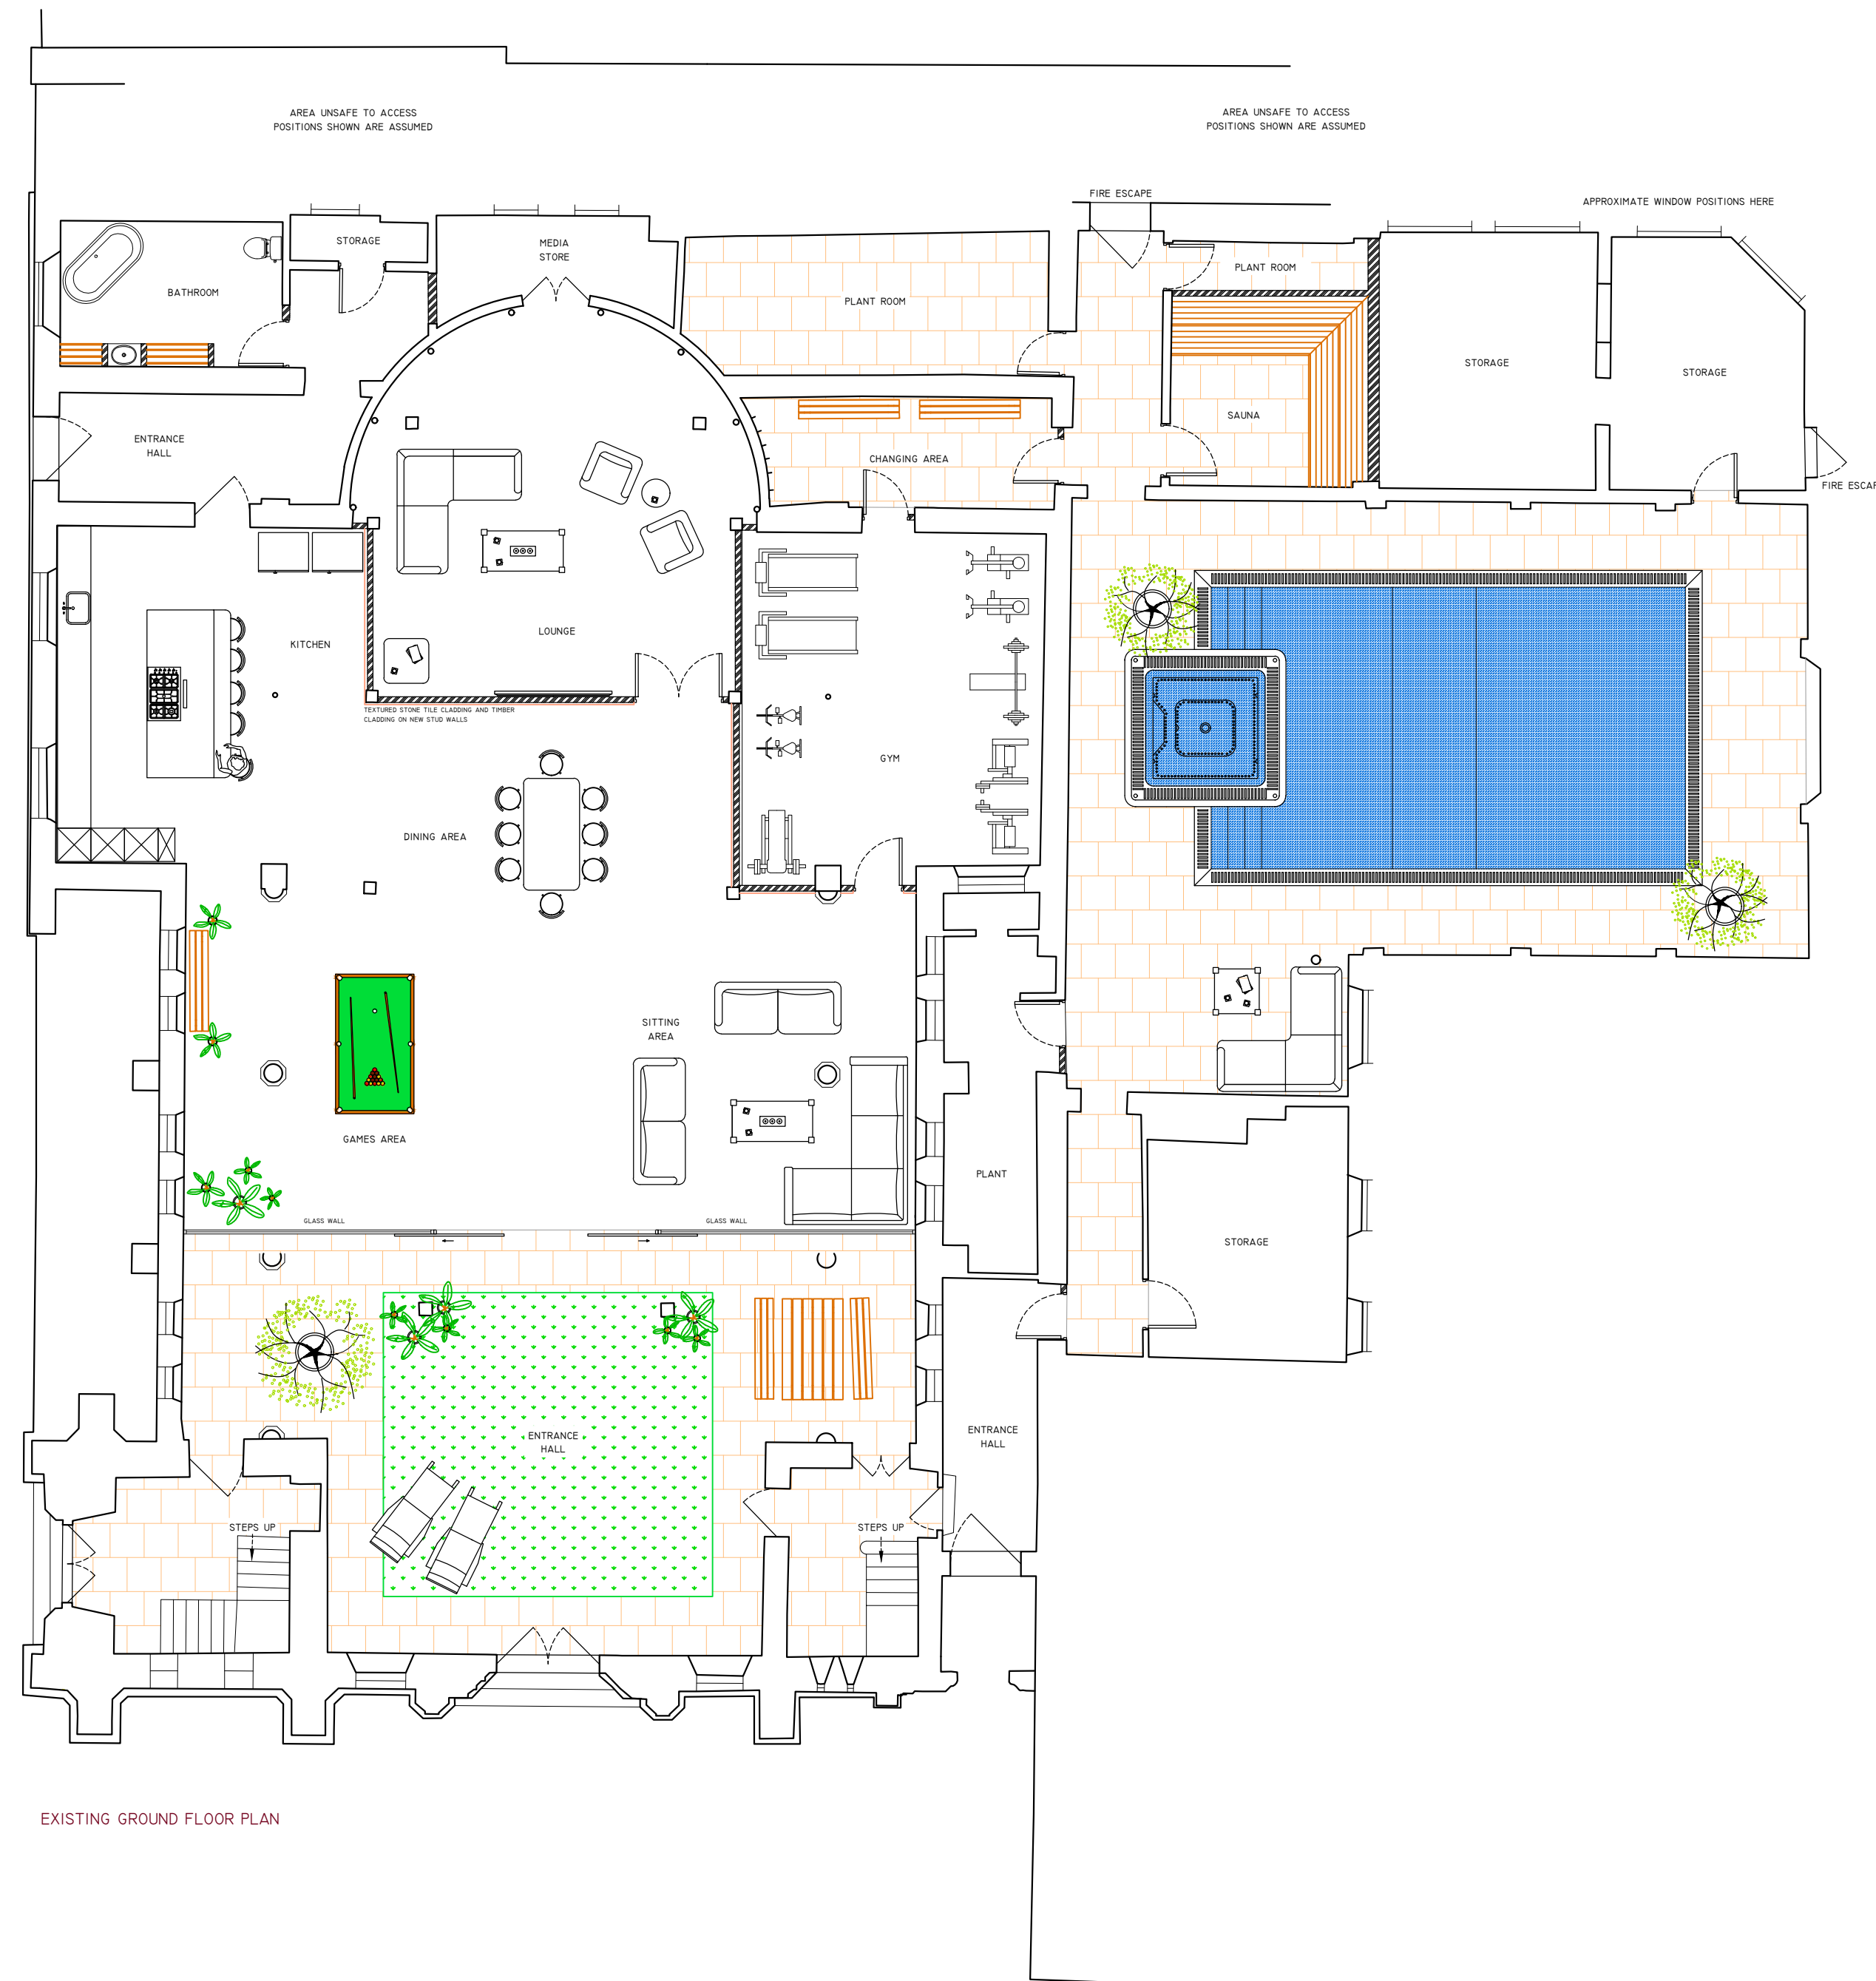 AREA UNSAFE TO ACCESS
POSITIONS SHOWN ARE ASSUMED
AREA UNSAFE TO ACCESS
POSITIONS SHOWN ARE ASSUMED
FIRE ESCAPE
APPROXIMATE WINDOW POSITIONS HERE
STORAGE
MEDIA
STORE
PLANT ROOM
BATHROOM
PLANT ROOM
STORAGE
STORAGE
SAUNA
ENTRANCE
HALL
CHANGING AREA
FIRE ESCAP
LOUNGE
KITCHEN
TEXTURED STONE TILE CLADDING AND TIMBER
CLADDING ON NEW STUD WALLS
GYM
DINING AREA
SITTING
AREA
GAMES AREA
PLANT
GLASS WALL
GLASS WALL
STORAGE
ENTRANCE
HALL
ENTRANCE
HALL
STEPS UP
STEPS UP
EXISTING GROUND FLOOR PLAN